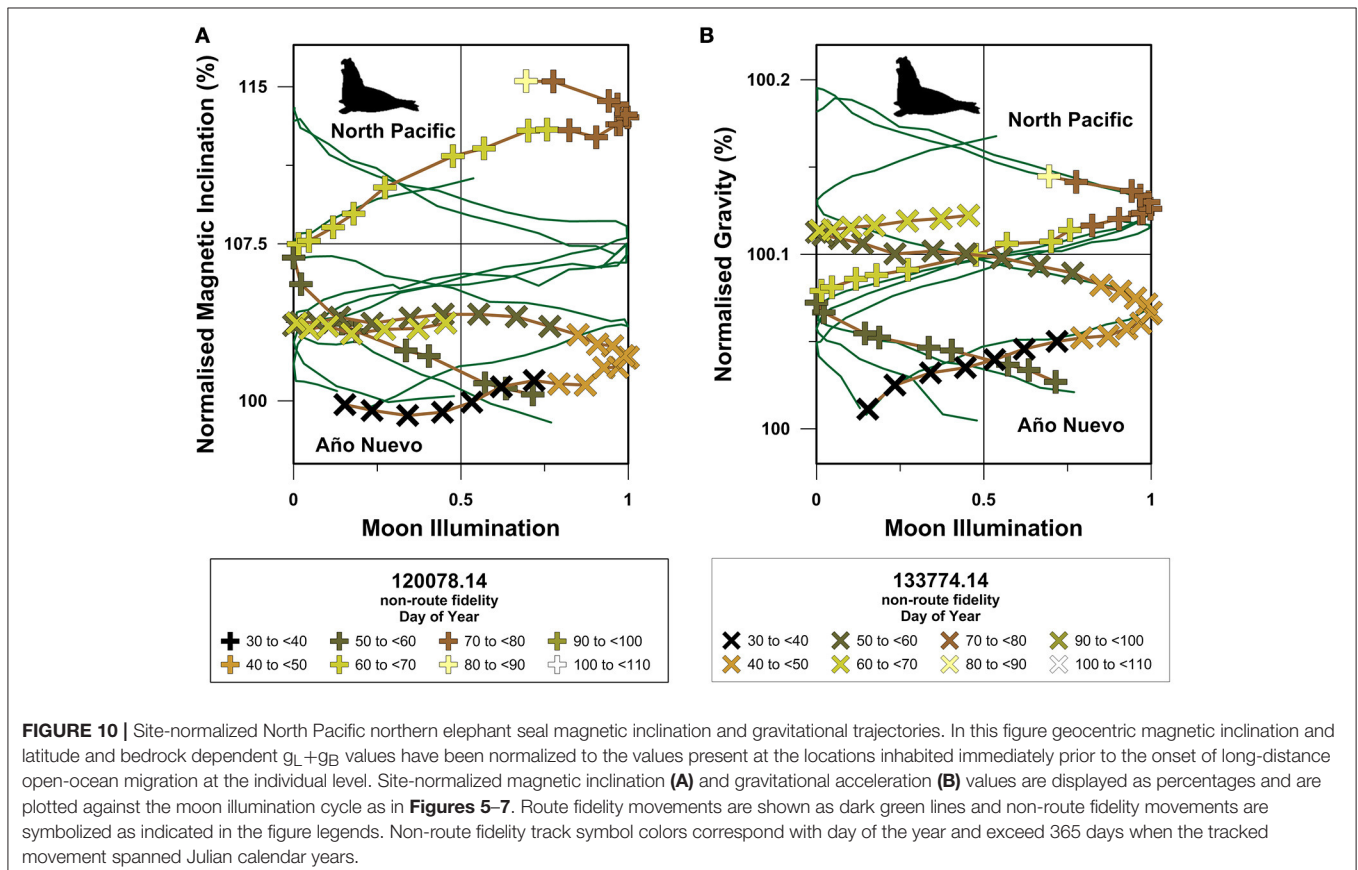 A
B
Normalised Magnetic Inclination (%)
115
107.5
100
North Pacific
Año Nuevo
0
0.5
1
Moon Illumination
Normalised Gravity (%)
100.2
100.1
100
North Pacific
Año Nuevo
0
0.5
1
Moon Illumination
120078.14
non-route fidelity
Day of Year
30 to <40
50 to <60
70 to <80
90 to <100
40 to <50
60 to <70
80 to <90
100 to <110
133774.14
non-route fidelity
Day of Year
30 to <40
50 to <60
70 to <80
90 to <100
40 to <50
60 to <70
80 to <90
100 to <110
FIGURE 10 | Site-normalized North Pacific northern elephant seal magnetic inclination and gravitational trajectories. In this figure geocentric magnetic inclination and
latitude and bedrock dependent gL+gB values have been normalized to the values present at the locations inhabited immediately prior to the onset of long-distance
open-ocean migration at the individual level. Site-normalized magnetic inclination (A) and gravitational acceleration (B) values are displayed as percentages and are
plotted against the moon illumination cycle as in Figures 5–7. Route fidelity movements are shown as dark green lines and non-route fidelity movements are
symbolized as indicated in the figure legends. Non-route fidelity track symbol colors correspond with day of the year and exceed 365 days when the tracked
movement spanned Julian calendar years.